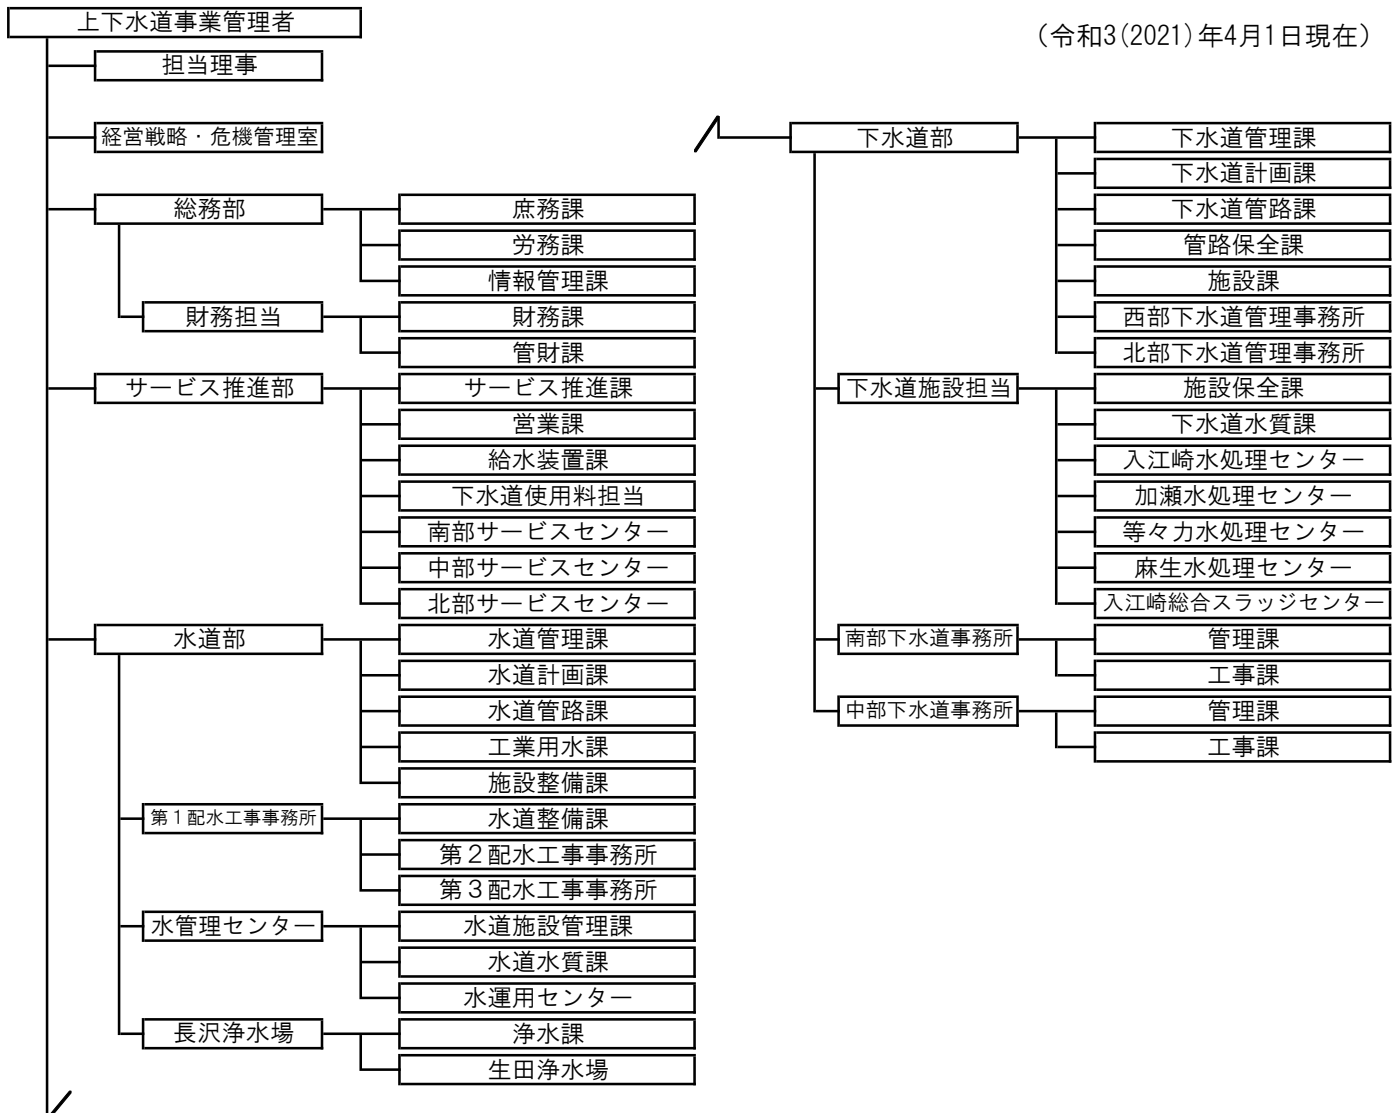 上下水道事業管理者
（令和3(2021)年4月1日現在）
担当理事
経営戦略・危機管理室
総務部
庶務課
労務課
情報管理課
財務担当
財務課
管財課
サービス推進部
サービス推進課
営業課
給水装置課
下水道使用料担当
南部サービスセンター
中部サービスセンター
北部サービスセンター
水道部
水道管理課
水道計画課
水道管路課
工業用水課
施設整備課
第１配水工事事務所
水道整備課
第２配水工事事務所
第３配水工事事務所
水管理センター
水道施設管理課
水道水質課
水運用センター
長沢浄水場
浄水課
生田浄水場
下水道部
下水道管理課
下水道計画課
下水道管路課
管路保全課
施設課
西部下水道管理事務所
北部下水道管理事務所
下水道施設担当
施設保全課
下水道水質課
入江崎水処理センター
加瀬水処理センター
等々力水処理センター
麻生水処理センター
入江崎総合スラッジセンター
南部下水道事務所
管理課
工事課
中部下水道事務所
管理課
工事課